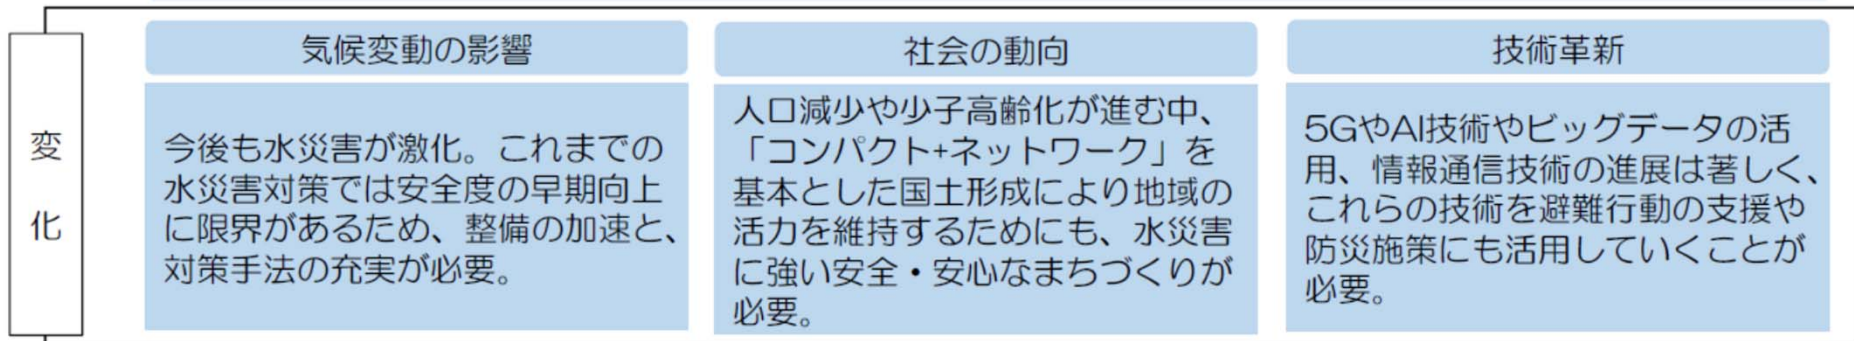 変
化
気候変動の影響
今後も水災害が激化。これまでの
水災害対策では安全度の早期向上
に限界があるため、整備の加速と、
対策手法の充実が必要。
社会の動向
人口減少や少子高齢化が進む中、
「コンパクト+ネットワーク」を
基本とした国土形成により地域の
活力を維持するためにも、水災害
に強い安全・安心なまちづくりが
必要。
技術革新
5GやAI技術やビッグデータの活
用、情報通信技術の進展は著しく、
これらの技術を避難行動の支援や
防災施策にも活用していくことが
必要。